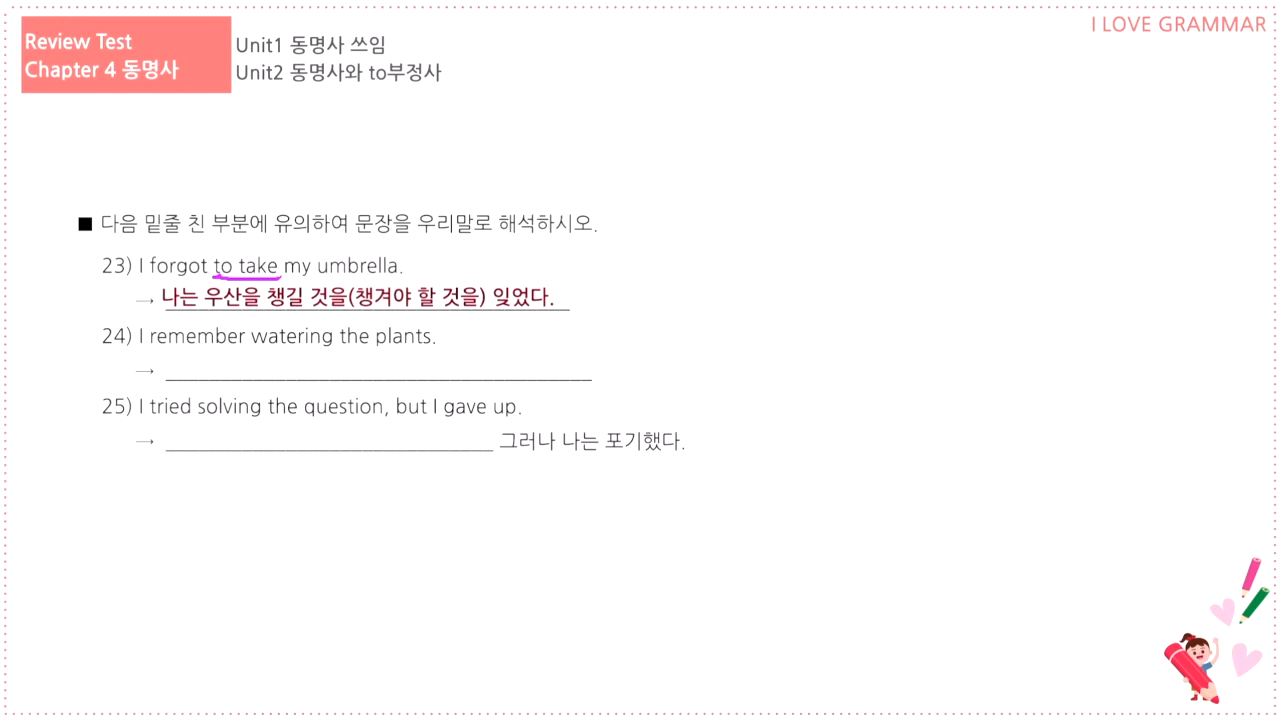 Review Test
Chapter 4 동명사
Unit1 동명사 쓰임
Unit2 동명사와 to부정사
I LOVE GRAMMAR
■ 다음 밑줄 친 부분에 유의하여 문장을 우리말로 해석하시오.
23) I forgot to take my umbrella.
→ 나는 우산을 챙길 것을(챙겨야 할 것을) 잊었다.
24) I remember watering the plants.
→ ______________________________________
25) I tried solving the question, but I gave up.
→ _____________________________ 그러나 나는 포기했다.